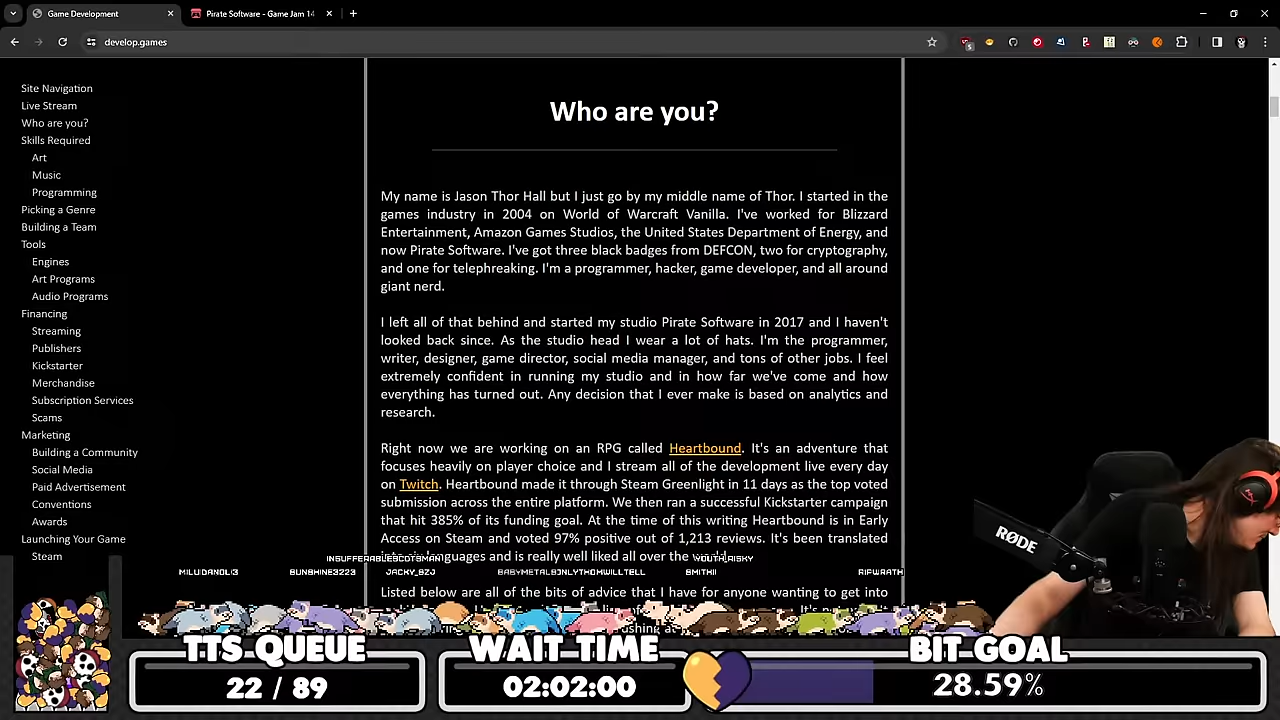 Game Development
Pirate Software - Game Jam 14
develop.games
Site Navigation
Live Stream
Who are you?
Skills Required
Art
Music
Programming
Picking a Genre
Building a Team
Tools
Engines
Art Programs
Audio Programs
Financing
Streaming
Publishers
Kickstarter
Merchandise
Subscription Services
Scams
Marketing
Building a Community
Social Media
Paid Advertisement
Conventions
Awards
Launching Your Game
Steam
Who are you?
My name is Jason Thor Hall but I just go by my middle name of Thor. I started in the
games industry in 2004 on World of Warcraft Vanilla. I've worked for Blizzard
Entertainment, Amazon Games Studios, the United States Department of Energy, and
now Pirate Software. I've got three black badges from DEFCON, two for cryptography,
and one for telephreaking. I'm a programmer, hacker, game developer, and all around
giant nerd.
I left all of that behind and started my studio Pirate Software in 2017 and I haven't
looked back since. As the studio head I wear a lot of hats. I'm the programmer,
writer, designer, game director, social media manager, and tons of other jobs. I feel
extremely confident in running my studio and in how far we've come and how
everything has turned out. Any decision that I ever make is based on analytics and
research.
Right now we are working on an RPG called Heartbound. It's an adventure that
focuses heavily on player choice and I stream all of the development live every day
on Twitch. Heartbound made it through Steam Greenlight in 11 days as the top voted
submission across the entire platform. We then ran a successful Kickstarter campaign
that hit 385% of its funding goal. At the time of this writing Heartbound is in Early
Access on Steam and voted 97% positive out of 1,213 reviews. It's been translated
languages and is really well liked all over the
Listed below are all of the bits of advice that I have for anyone wanting to get into
INSUFFERABLESCOTSMAN
MILUIDANOLI3
SUNSHINE3223
JACKY_SZJ
SMITHII
RIFWRATH
RØDE
TTS QUEUE
22 / 89
WAIT TIME
02:02:00
BIT GOAL
28.59%